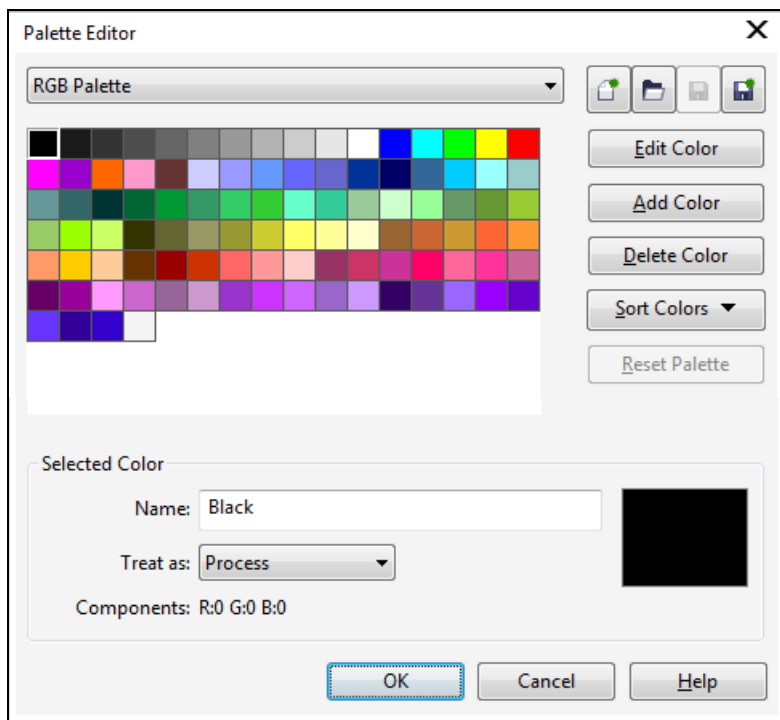 Palette Editor
RGB Palette
Edit Color
Add Color
Delete Color
Sort Colors
Reset Palette
Selected Color
Name: Black
Treat as: Process
Components: R:0 G:0 B:0
OK Cancel Help